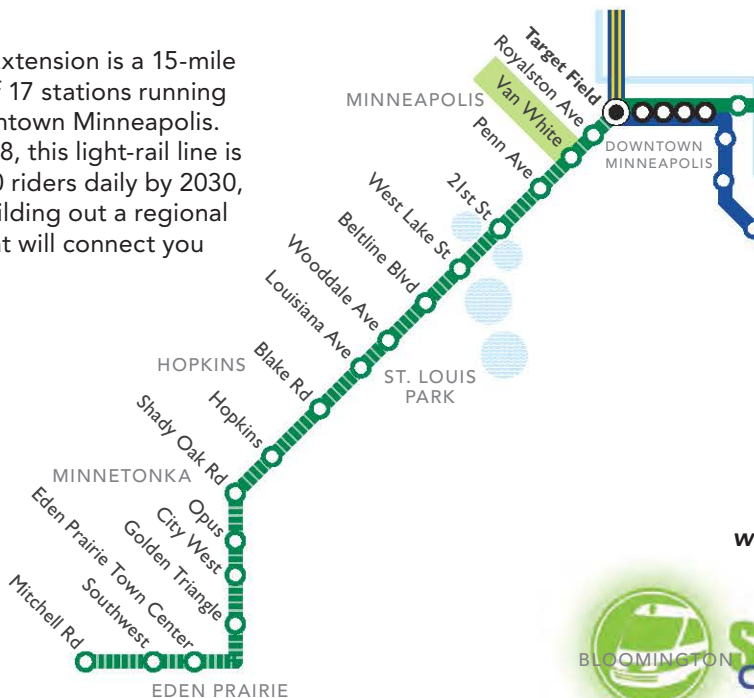 xtension is a 15-mile
17 stations running
ntown Minneapolis.
8, this light-rail line is
0 riders daily by 2030,
ilding out a regional
at will connect you
Target Field
Royalston Ave
Van White
MINNEAPOLIS
Penn Ave
DOWNTOWN
MINNEAPOLIS
21st St
West Lake St
Beltline Blvd
Wooddale Ave
Louisiana Ave
HOPKINS
Blake Rd
ST. LOUIS
PARK
Hopkins
Shady Oak Rd
MINNETONKA
Opus
City West
Golden Triangle
Eden Prairie Town Center
Southwest
Mitchell Rd
EDEN PRAIRIE
w
S
BLOOMINGTON